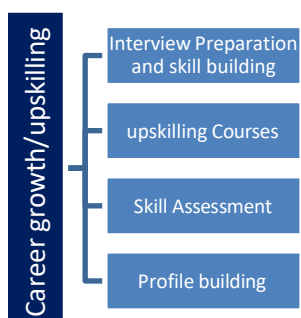 Career growth/upskilling
Interview Preparation
and skill building
upskilling Courses
Skill Assessment
Profile building